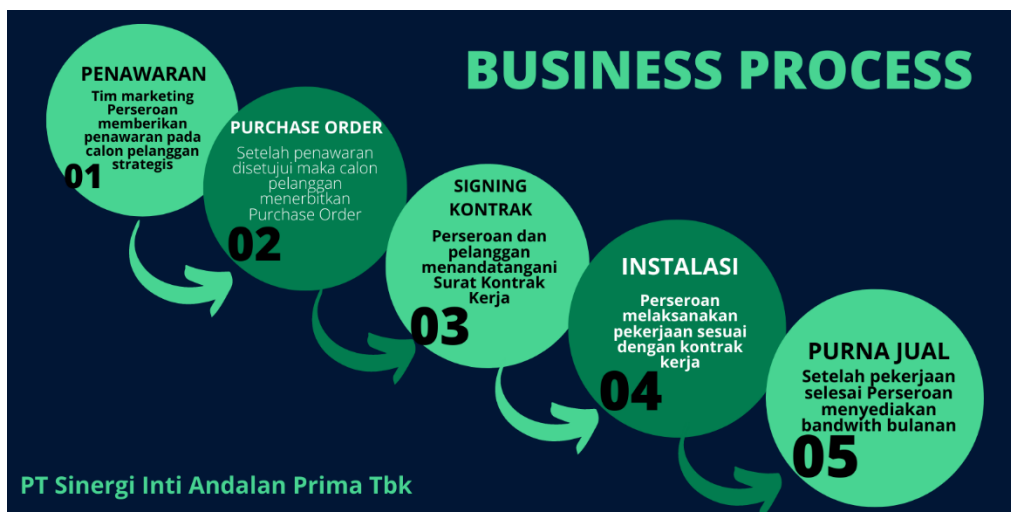 BUSINESS PROCESS
PENAWARAN
Tim marketing
Perseroan
memberikan
penawaran pada
calon pelanggan
strategis
01
PURCHASE ORDER
Setelah penawaran
disetujui maka calon
pelanggan
menerbitkan
Purchase Order
02
SIGNING
KONTRAK
Perseroan dan
pelanggan
menandatangani
Surat Kontrak
Kerja
03
INSTALASI
Perseroan
melaksanakan
pekerjaan sesuai
dengan kontrak
kerja
04
PURNA JUAL
Setelah pekerjaan
selesai Perseroan
menyediakan
bandwith bulanan
05
PT Sinergi Inti Andalan Prima Tbk